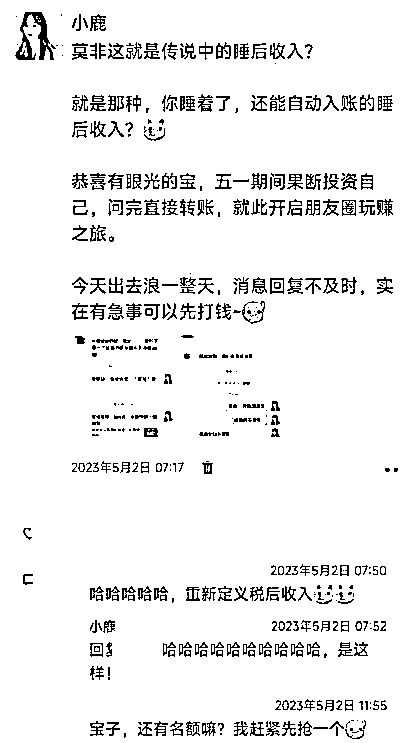 小鹿
莫非这就是传说中的睡后收入？
就是那种，你睡着了，还能自动入账的睡
后收入？
恭喜有眼光的宝，五一期间果断投资自
己，问完直接转账，就此开启朋友圈玩赚
之旅。
今天出去浪一整天，消息回复不及时，实
在有急事可以先打钱~
2023年5月2日 07:17
2023年5月2日 07:50
哈哈哈哈哈，重新定义税后收入
小鹿
2023年5月2日 07:52
回复
哈哈哈哈哈哈哈哈哈哈，是这
样！
2023年5月2日 11:55
宝子，还有名额嘛？我赶紧先抢一个